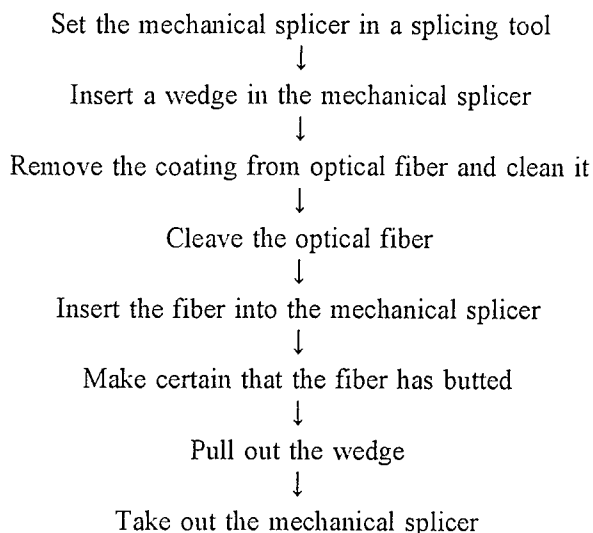 Set the mechanical splicer in a splicing tool
↓
Insert a wedge in the mechanical splicer
↓
Remove the coating from optical fiber and clean it
↓
Cleave the optical fiber
↓
Insert the fiber into the mechanical splicer
↓
Make certain that the fiber has butted
↓
Pull out the wedge
↓
Take out the mechanical splicer